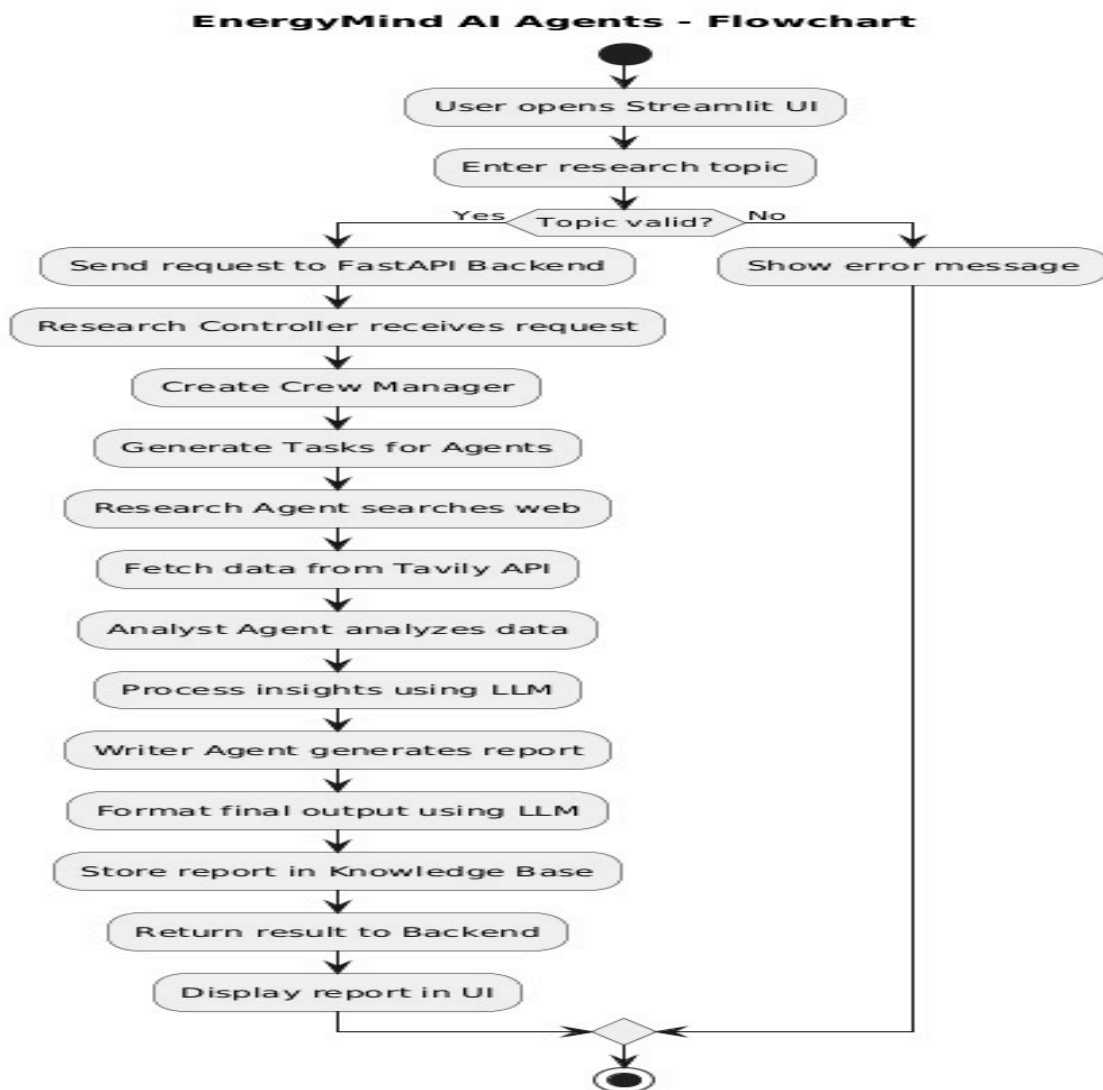 EnergyMind AI Agents - Flowchart
User opens Streamlit UI
Enter research topic
Yes
Topic valid?
No
Send request to FastAPI Backend
Show error message
Research Controller receives request
Create Crew Manager
Generate Tasks for Agents
Research Agent searches web
Fetch data from Tavily API
Analyst Agent analyzes data
Process insights using LLM
Writer Agent generates report
Format final output using LLM
Store report in Knowledge Base
Return result to Backend
Display report in UI